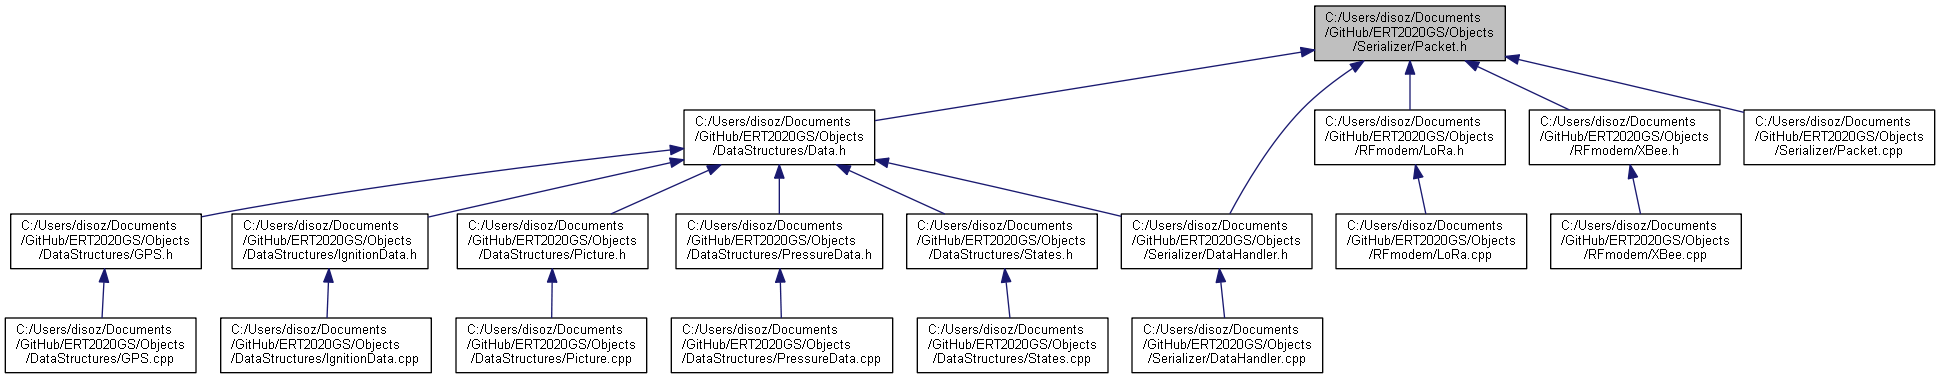 C:/Users/disoz/Documents
/GitHub/ERT2020GS/Objects
/Serializer/Packet.h
C:/Users/disoz/Documents
/GitHub/ERT2020GS/Objects
/DataStructures/Data.h
C:/Users/disoz/Documents
/GitHub/ERT2020GS/Objects
/RFmodem/LoRa.h
C:/Users/disoz/Documents
/GitHub/ERT2020GS/Objects
/RFmodem/XBee.h
C:/Users/disoz/Documents
/GitHub/ERT2020GS/Objects
/Serializer/Packet.cpp
C:/Users/disoz/Documents
/GitHub/ERT2020GS/Objects
/DataStructures/GPS.h
C:/Users/disoz/Documents
/GitHub/ERT2020GS/Objects
/DataStructures/IgnitionData.h
C:/Users/disoz/Documents
/GitHub/ERT2020GS/Objects
/DataStructures/Picture.h
C:/Users/disoz/Documents
/GitHub/ERT2020GS/Objects
/DataStructures/PressureData.h
C:/Users/disoz/Documents
/GitHub/ERT2020GS/Objects
/DataStructures/States.h
C:/Users/disoz/Documents
/GitHub/ERT2020GS/Objects
/Serializer/DataHandler.h
C:/Users/disoz/Documents
/GitHub/ERT2020GS/Objects
/RFmodem/LoRa.cpp
C:/Users/disoz/Documents
/GitHub/ERT2020GS/Objects
/RFmodem/XBee.cpp
C:/Users/disoz/Documents
/GitHub/ERT2020GS/Objects
/DataStructures/GPS.cpp
C:/Users/disoz/Documents
/GitHub/ERT2020GS/Objects
/DataStructures/IgnitionData.cpp
C:/Users/disoz/Documents
/GitHub/ERT2020GS/Objects
/DataStructures/Picture.cpp
C:/Users/disoz/Documents
/GitHub/ERT2020GS/Objects
/DataStructures/PressureData.cpp
C:/Users/disoz/Documents
/GitHub/ERT2020GS/Objects
/DataStructures/States.cpp
C:/Users/disoz/Documents
/GitHub/ERT2020GS/Objects
/Serializer/DataHandler.cpp